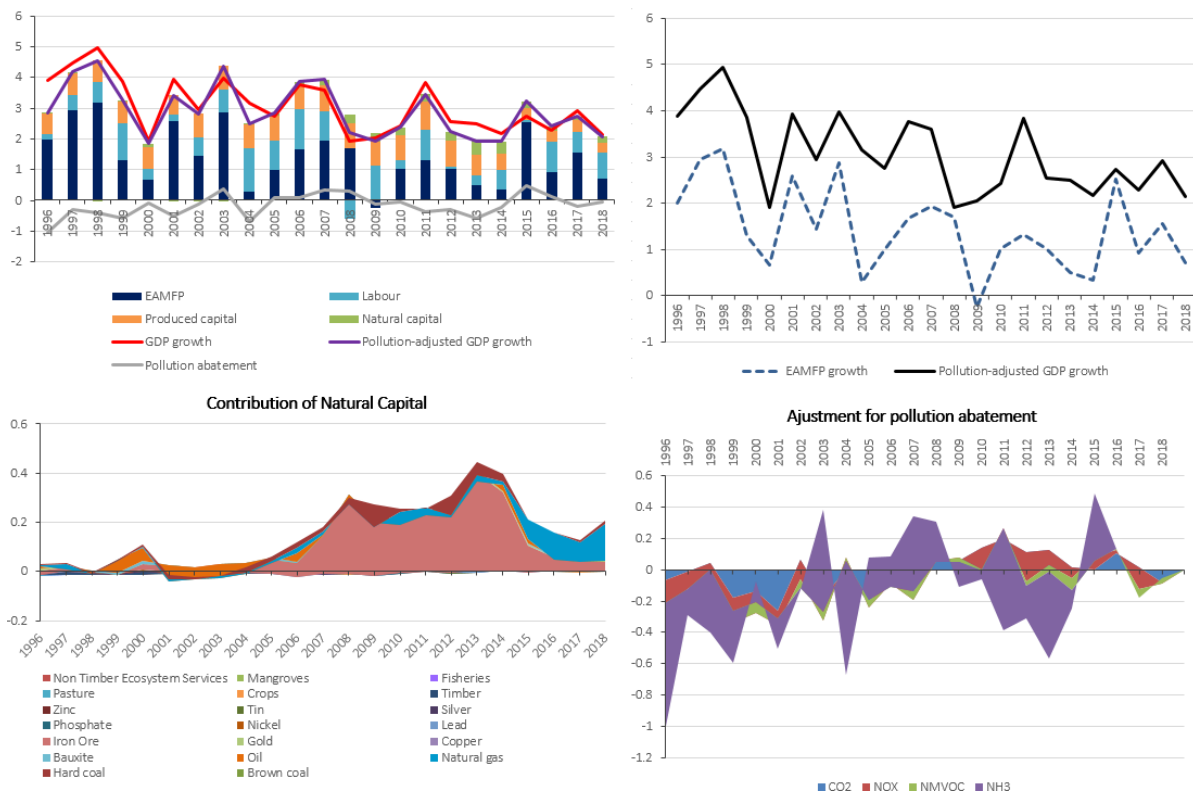 6
5
4
3
2
1
0
-1
-2
1996 1997 1998 1999 2000 2001 2002 2003 2004 2005 2006 2007 2008 2009 2010 2011 2012 2013 2014 2015 2016 2017 2018
EAMFP Labour
Produced capital Natural capital
GDP growth Pollution-adjusted GDP growth
Pollution abatement
6
5
4
3
2
1
0
-1
1996 1997 1998 1999 2000 2001 2002 2003 2004 2005 2006 2007 2008 2009 2010 2011 2012 2013 2014 2015 2016 2017 2018
EAMFP growth Pollution-adjusted GDP growth
Contribution of Natural Capital
0.6
0.4
0.2
0
-0.2
1996 1997 1998 1999 2000 2001 2002 2003 2004 2005 2006 2007 2008 2009 2010 2011 2012 2013 2014 2015 2016 2017 2018
Non Timber Ecosystem Services Mangroves Fisheries
Pasture Crops Timber
Zinc Tin Silver
Phosphate Nickel Lead
Iron Ore Gold Copper
Bauxite Oil Natural gas
Hard coal Brown coal
Ajustment for pollution abatement
1996 1997 1998 1999 2000 2001 2002 2003 2004 2005 2006 2007 2008 2009 2010 2011 2012 2013 2014 2015 2016 2017 2018
0.6
0.4
0.2
0
-0.2
-0.4
-0.6
-0.8
-1
-1.2
CO2 NOX NMVOC NH3